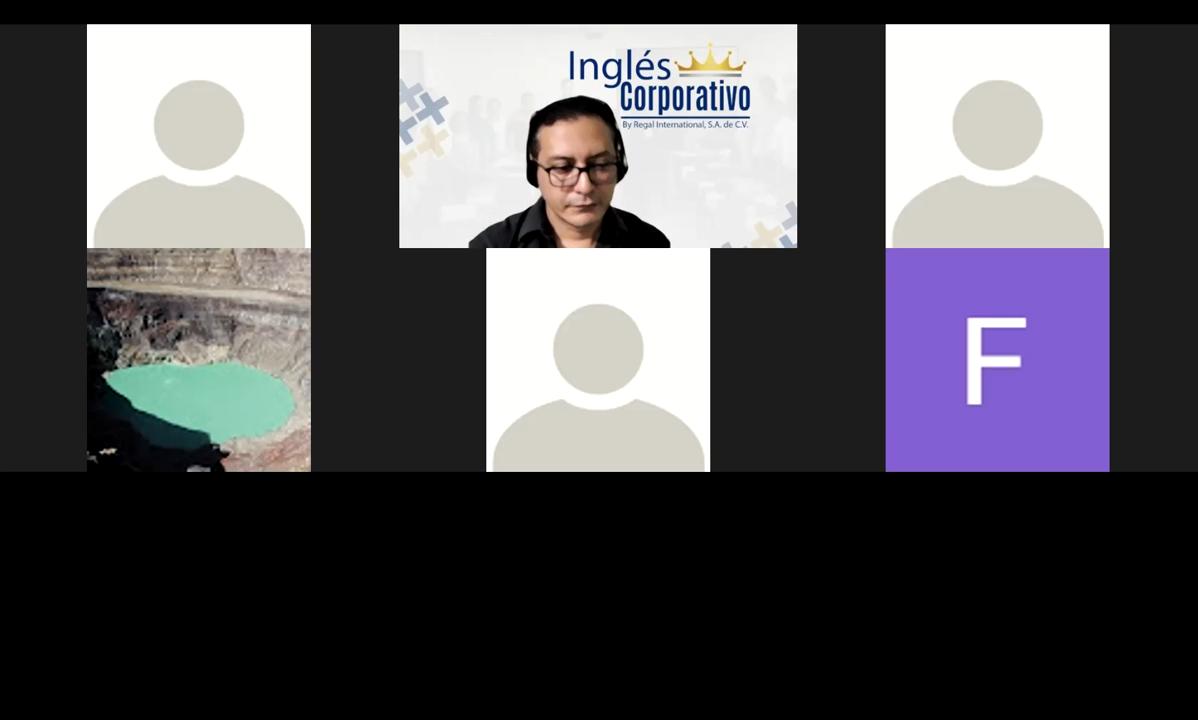 Inglés
Corporativo
By Regal International, S.A. de C.V.
F